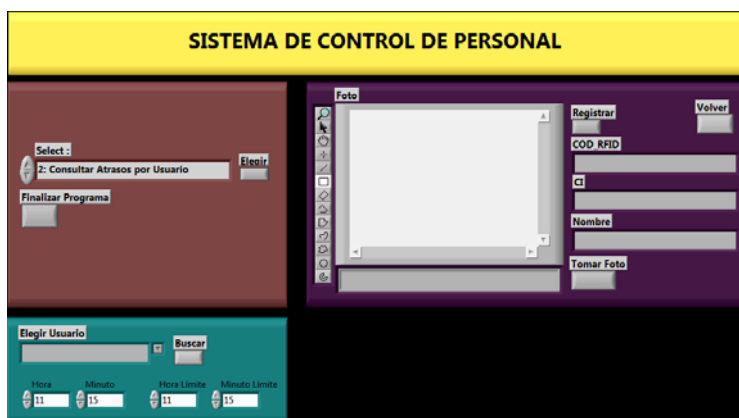 SISTEMA DE CONTROL DE PERSONAL
Select :
2: Consultar Atrasos por Usuario
Elegir
Finalizar Programa
Foto
Registrar
Volver
COD_RFID
CI
Nombre
Tomar Foto
Elegir Usuario
Buscar
Hora Minuto Hora Limite Minuto Limite
11 15 11 15